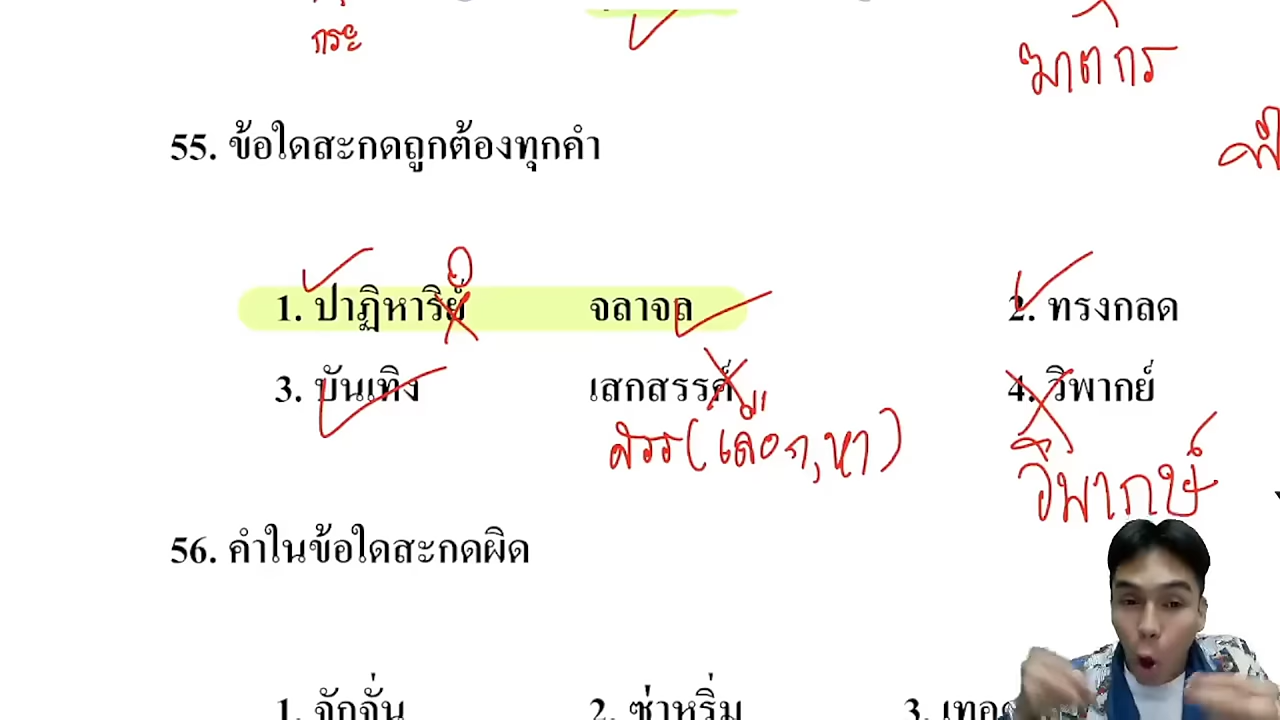 กระ
มาตกร
55. ข้อใดสะกดถูกต้องทุกคำ
1. ปาฏิหาริย์ จลาจล 2. ทรงกลด
3. บันเทิง เสกสรรค์ 4. วิพากย์
สรร (เลือก, หา) วิพากษ์
56. คำในข้อใดสะกดผิด
1. จักจั่น 2. ซ่าหริ่ม 3.